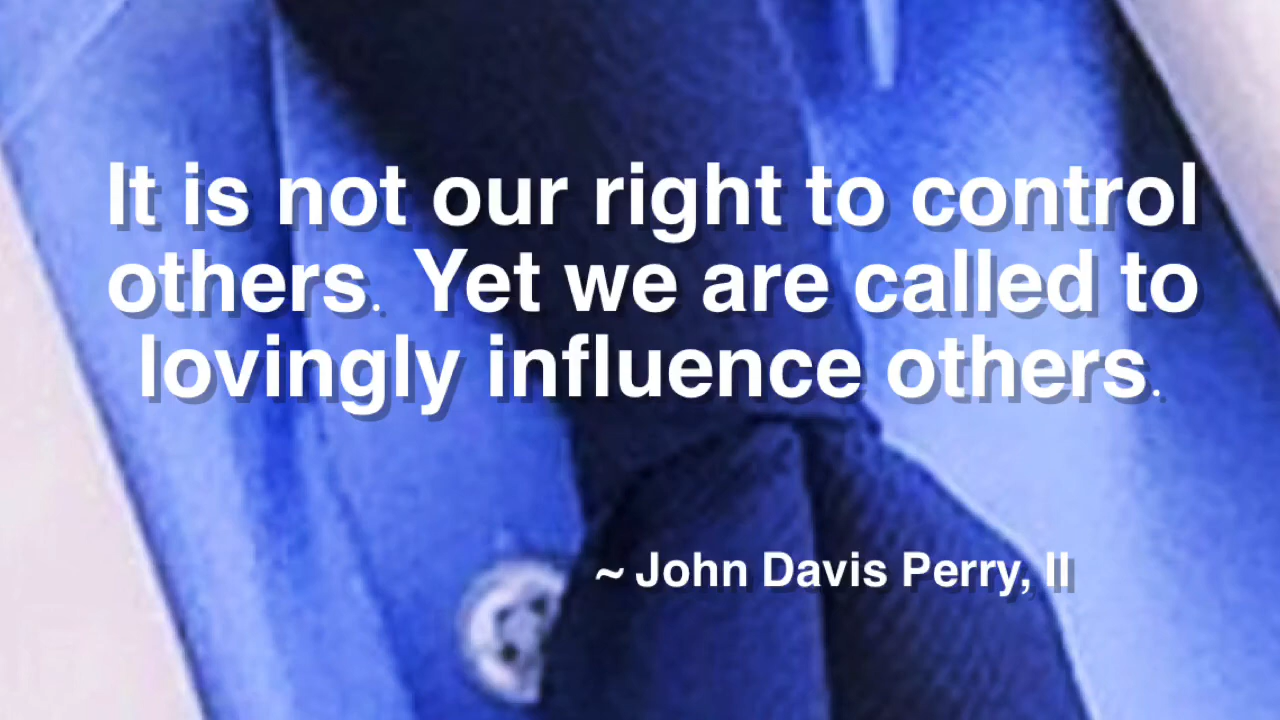 It is not our right to control
others. Yet we are called to
lovingly influence others.
~ John Davis Perry, II